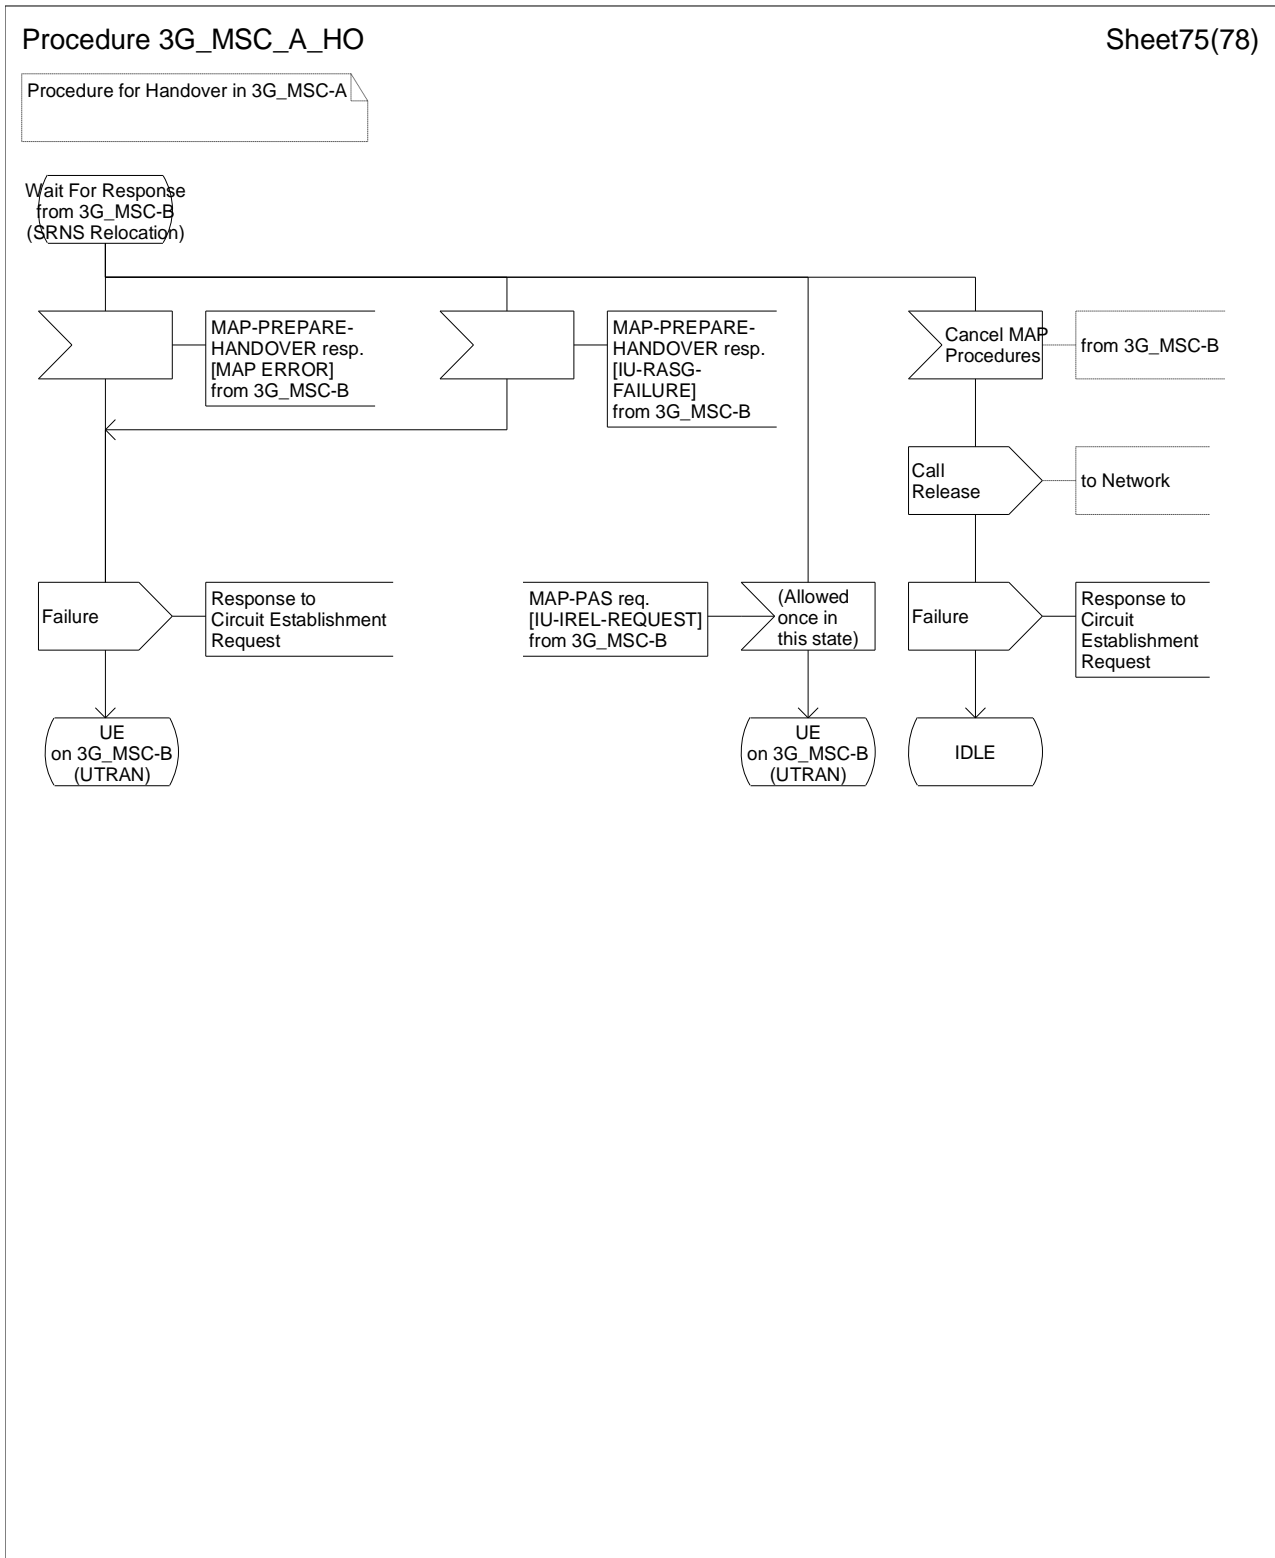 Procedure 3G_MSC_A_HO
Sheet75(78)
Procedure for Handover in 3G_MSC-A
Wait For Response
from 3G_MSC-B
(SRNS Relocation)
MAP-PREPARE-
HANDOVER resp.
[MAP ERROR]
from 3G_MSC-B
MAP-PREPARE-
HANDOVER resp.
[IU-RASG-
FAILURE]
from 3G_MSC-B
Cancel MAP
Procedures
from 3G_MSC-B
Call
Release
to Network
Failure
Response to
Circuit Establishment
Request
MAP-PAS req.
[IU-IREL-REQUEST]
from 3G_MSC-B
(Allowed
once in
this state)
Failure
Response to
Circuit
Establishment
Request
UE
on 3G_MSC-B
(UTRAN)
UE
on 3G_MSC-B
(UTRAN)
IDLE